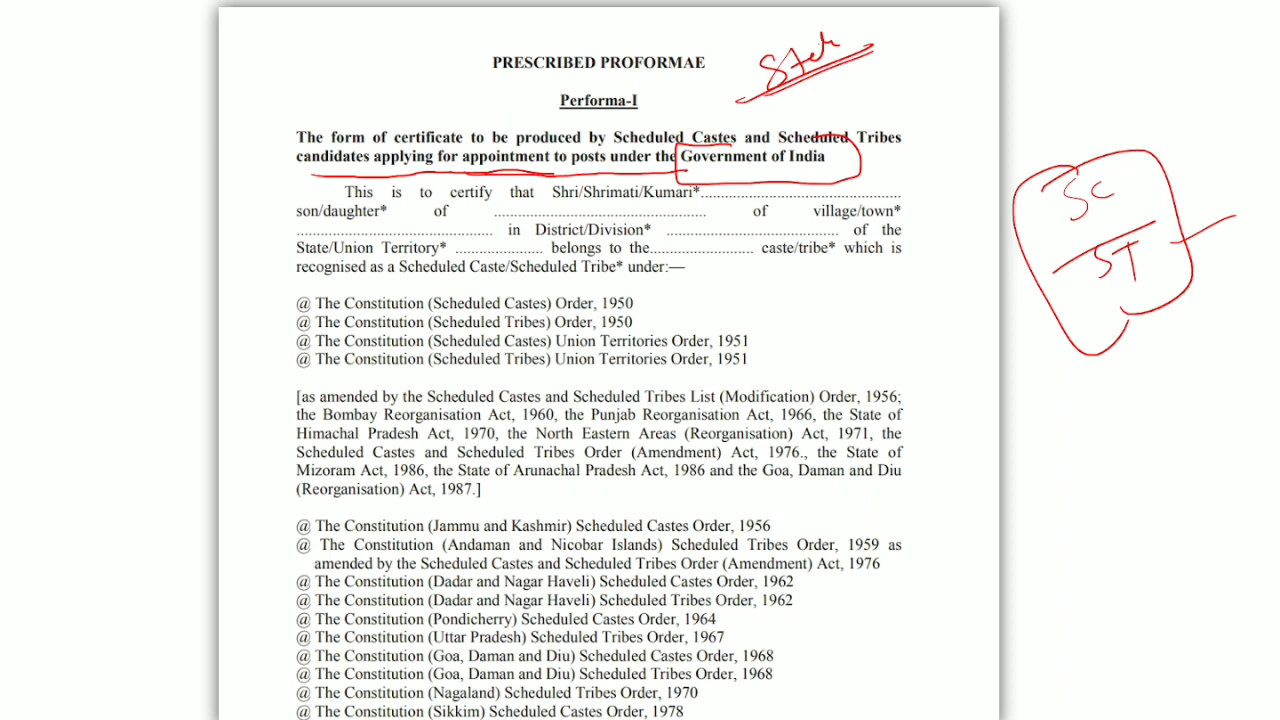 PRESCRIBED PROFORMAE
Performa-I
The form of certificate to be produced by Scheduled Castes and Scheduled Tribes
candidates applying for appointment to posts under the Government of India
This is to certify that Shri/Shrimati/Kumari*............................................
son/daughter* of .............................................. of village/town*
........................................... in District/Division* ...................................... of the
State/Union Territory* ................... belongs to the....................... caste/tribe* which is
recognised as a Scheduled Caste/Scheduled Tribe* under:—
@ The Constitution (Scheduled Castes) Order, 1950
@ The Constitution (Scheduled Tribes) Order, 1950
@ The Constitution (Scheduled Castes) Union Territories Order, 1951
@ The Constitution (Scheduled Tribes) Union Territories Order, 1951
[as amended by the Scheduled Castes and Scheduled Tribes List (Modification) Order, 1956;
the Bombay Reorganisation Act, 1960, the Punjab Reorganisation Act, 1966, the State of
Himachal Pradesh Act, 1970, the North Eastern Areas (Reorganisation) Act, 1971, the
Scheduled Castes and Scheduled Tribes Order (Amendment) Act, 1976., the State of
Mizoram Act, 1986, the State of Arunachal Pradesh Act, 1986 and the Goa, Daman and Diu
(Reorganisation) Act, 1987.]
@ The Constitution (Jammu and Kashmir) Scheduled Castes Order, 1956
@ The Constitution (Andaman and Nicobar Islands) Scheduled Tribes Order, 1959 as
amended by the Scheduled Castes and Scheduled Tribes Order (Amendment) Act, 1976
@ The Constitution (Dadar and Nagar Haveli) Scheduled Castes Order, 1962
@ The Constitution (Dadar and Nagar Haveli) Scheduled Tribes Order, 1962
@ The Constitution (Pondicherry) Scheduled Castes Order, 1964
@ The Constitution (Uttar Pradesh) Scheduled Tribes Order, 1967
@ The Constitution (Goa, Daman and Diu) Scheduled Castes Order, 1968
@ The Constitution (Goa, Daman and Diu) Scheduled Tribes Order, 1968
@ The Constitution (Nagaland) Scheduled Tribes Order, 1970
@ The Constitution (Sikkim) Scheduled Castes Order, 1978
SC
ST